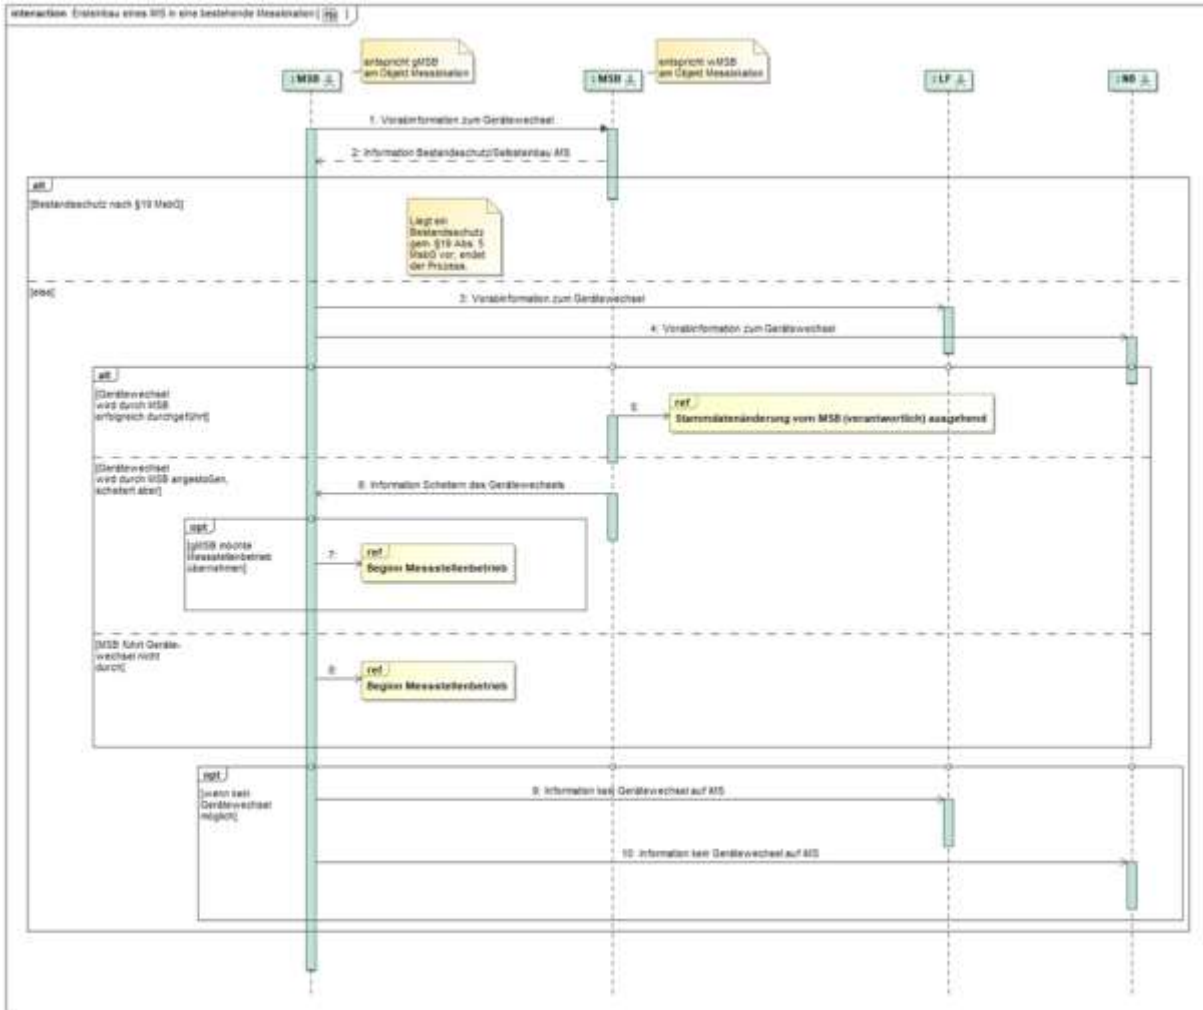 interaction Ersteinbau eines iMS in eine bestehende Messlokation [ ]
entspricht gMSB
am Objekt Messlokation
entspricht wMSB
am Objekt Messlokation
: MSB
: MSB
: LF
: NB
1: Vorabinformation zum Gerätewechsel
2: Information Bestandsschutz/Selbsteinbau iMS
alt
[Bestandsschutz nach §19 MsbG]
Liegt ein
Bestandsschutz
gem. §19 Abs. 5
MsbG vor, endet
der Prozess.
[else]
3: Vorabinformation zum Gerätewechsel
4: Vorabinformation zum Gerätewechsel
alt
[Gerätewechsel
wird durch MSB
erfolgreich durchgeführt]
5:
ref
Stammdatenänderung vom MSB (verantwortlich) ausgehend
[Gerätewechsel
wird durch MSB angestoßen,
scheitert aber]
6: Information Scheitern des Gerätewechsels
opt
[gMSB möchte
Messstellenbetrieb
übernehmen]
7:
ref
Beginn Messstellenbetrieb
[MSB führt Geräte-
wechsel nicht
durch]
8:
ref
Beginn Messstellenbetrieb
opt
[wenn kein
Gerätewechsel
möglich]
9: Information kein Gerätewechsel auf iMS
10: Information kein Gerätewechsel auf iMS